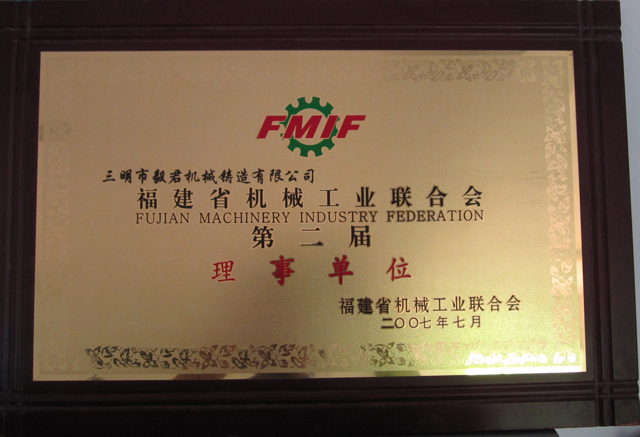 FMIF
三明市毅君机械铸造有限公司
福建省机械工业联合会
FUJIAN MACHINERY INDUSTRY FEDERATION
第二届
理事单位
福建省机械工业联合会
二〇〇七年七月